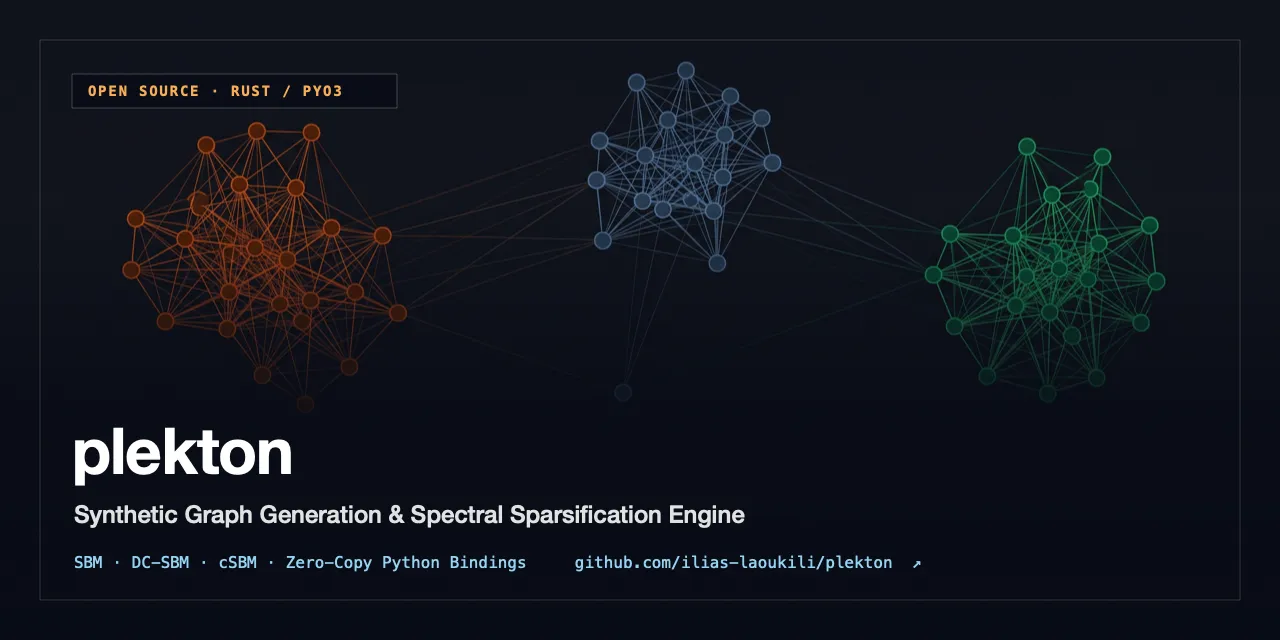 OPEN SOURCE · RUST / PYO3
plekton
Synthetic Graph Generation & Spectral Sparsification Engine
SBM · DC-SBM · cSBM · Zero-Copy Python Bindings github.com/ilias-laoukili/plekton ↗